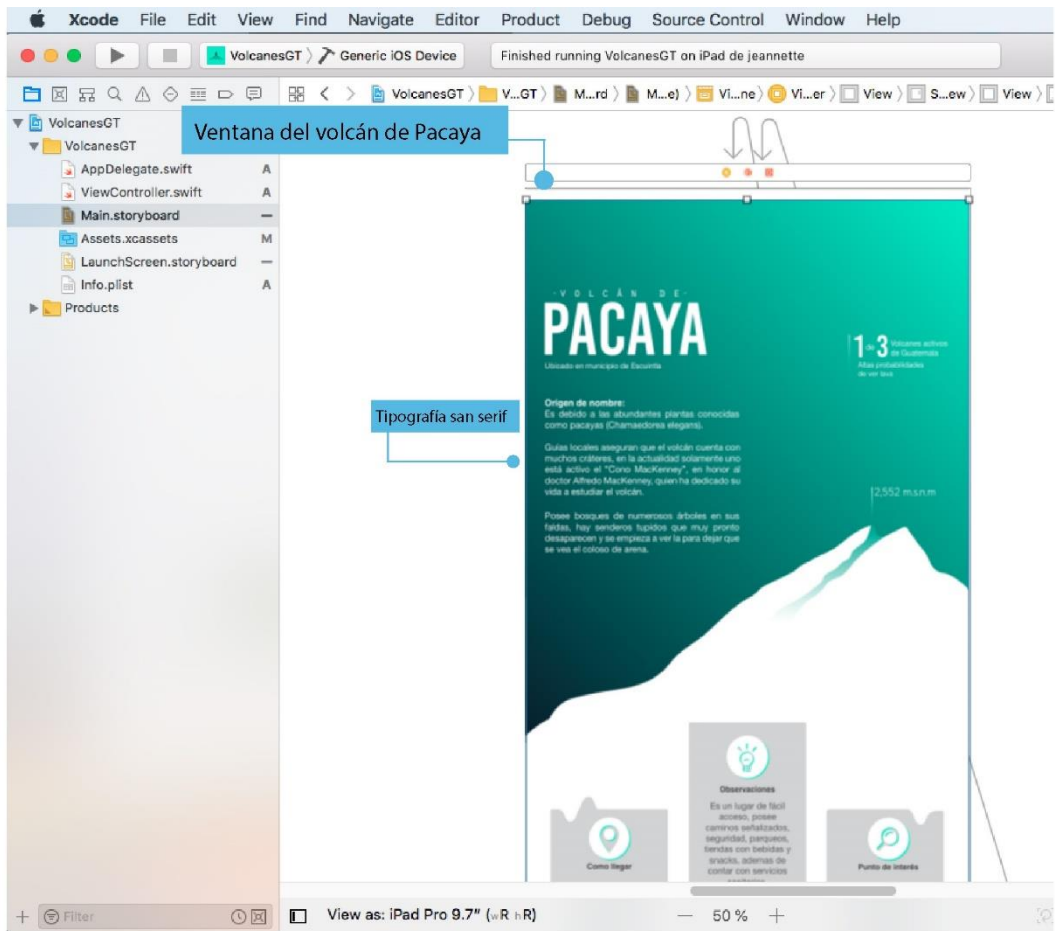 Xcode File Edit View Find Navigate Editor Product Debug Source Control Window Help
VolcanesGT Generic iOS Device Finished running VolcanesGT on iPad de jeannette
VolcanesGT V...GT M...rd M...e) Vi...ne Vi...er View S...ew View
VolcanesGT
VolcanesGT
AppDelegate.swift A
ViewController.swift A
Main.storyboard —
Assets.xcassets M
LaunchScreen.storyboard —
Info.plist A
Products
Ventana del volcán de Pacaya
-VOLCÁN DE-
PACAYA
Ubicado en municipio de Escuintla
1 de 3 Volcanes activos
de Guatemala
Altas probabilidades
de ver lava
Tipografía san serif
Origen de nombre:
Es debido a las abundantes plantas conocidas
como pacayas (Chamaedorea elegans).
Guías locales aseguran que el volcán cuenta con
muchos cráteres, en la actualidad solamente uno
está activo el "Cono MacKenney", en honor al
doctor Alfredo MacKenney, quien ha dedicado su
vida a estudiar el volcán.
Posee bosques de numerosos árboles en sus
faldas, hay senderos tupidos que muy pronto
desaparecen y se empieza a ver la para dejar que
se vea el coloso de arena.
2,552 m.s.n.m
Observaciones
Es un lugar de fácil
acceso, posee
caminos señalizados,
seguridad, parqueos,
tiendas con bebidas y
snacks, ademas de
contar con servicios
Como llegar
Punto de interés
Filter
View as: iPad Pro 9.7" (wR hR) — 50 % +